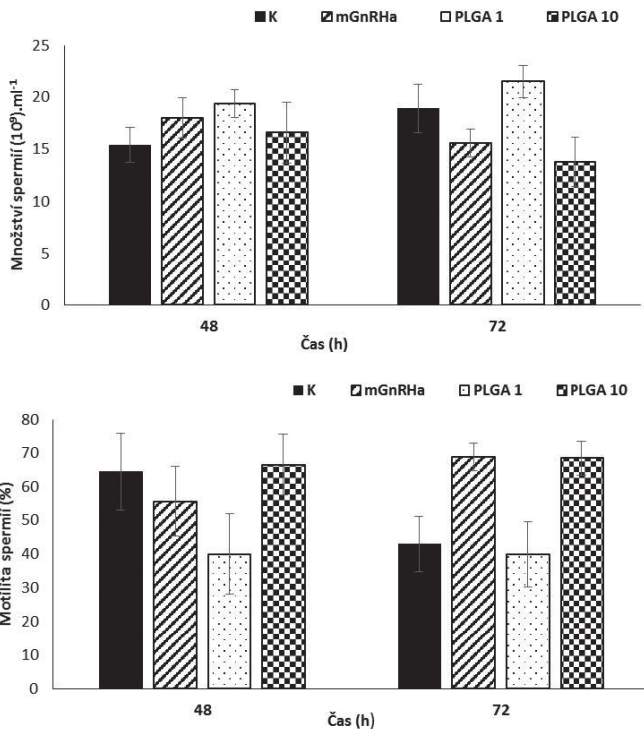 K mGnRHa PLGA 1 PLGA 10
Množství spermií (10⁹).ml⁻¹
25
20
15
10
5
0
48 72
Čas (h)
K mGnRHa PLGA 1 PLGA 10
Motilita spermií (%)
80
70
60
50
40
30
20
10
0
48 72
Čas (h)